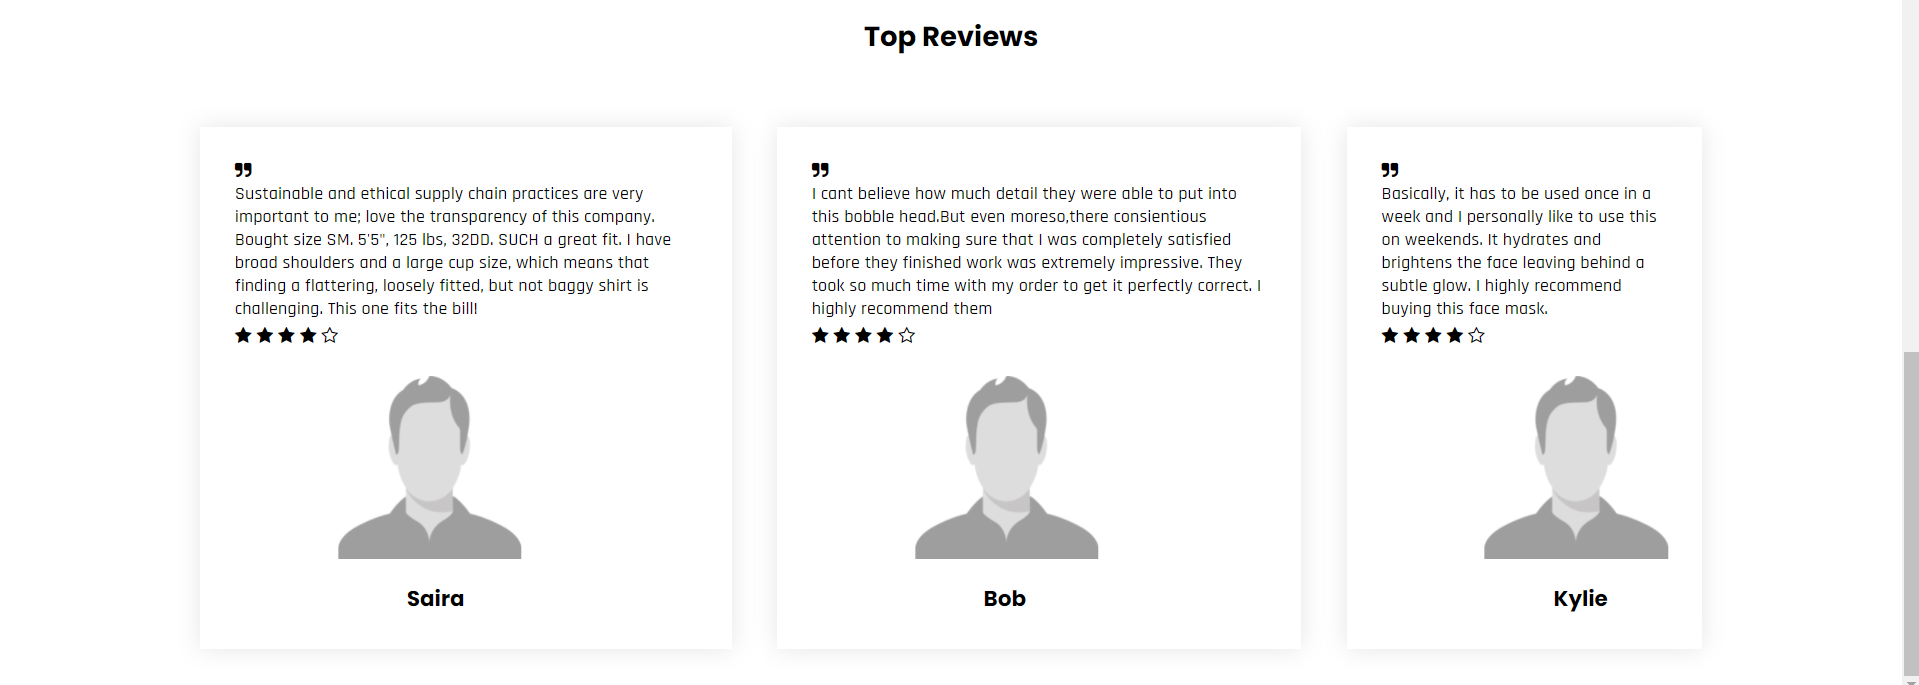 Top Reviews
Sustainable and ethical supply chain practices are very
important to me; love the transparency of this company.
Bought size SM. 5'5", 125 lbs, 32DD. SUCH a great fit. I have
broad shoulders and a large cup size, which means that
finding a flattering, loosely fitted, but not baggy shirt is
challenging. This one fits the bill!
Saira
I cant believe how much detail they were able to put into
this bobble head.But even moreso,there consientious
attention to making sure that I was completely satisfied
before they finished work was extremely impressive. They
took so much time with my order to get it perfectly correct. I
highly recommend them
Bob
Basically, it has to be used once in a
week and I personally like to use this
on weekends. It hydrates and
brightens the face leaving behind a
subtle glow. I highly recommend
buying this face mask.
Kylie